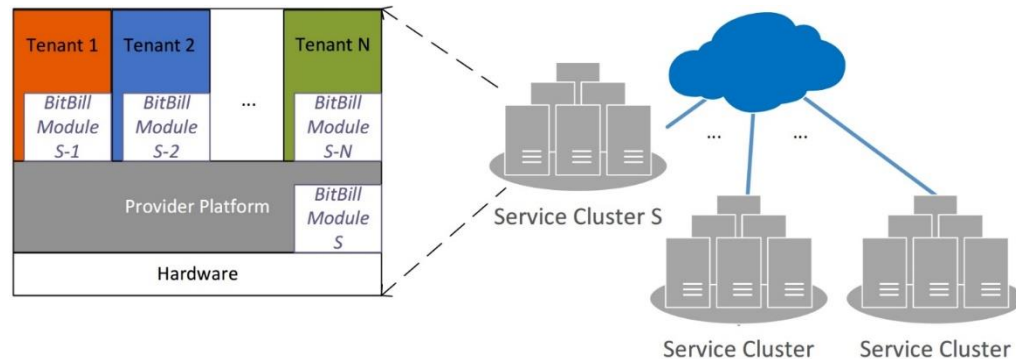 Tenant 1
Tenant 2
Tenant N
BitBill
Module
S-1
BitBill
Module
S-2
...
BitBill
Module
S-N
Provider Platform
BitBill
Module
S
Hardware
Service Cluster S
...
...
Service Cluster
Service Cluster